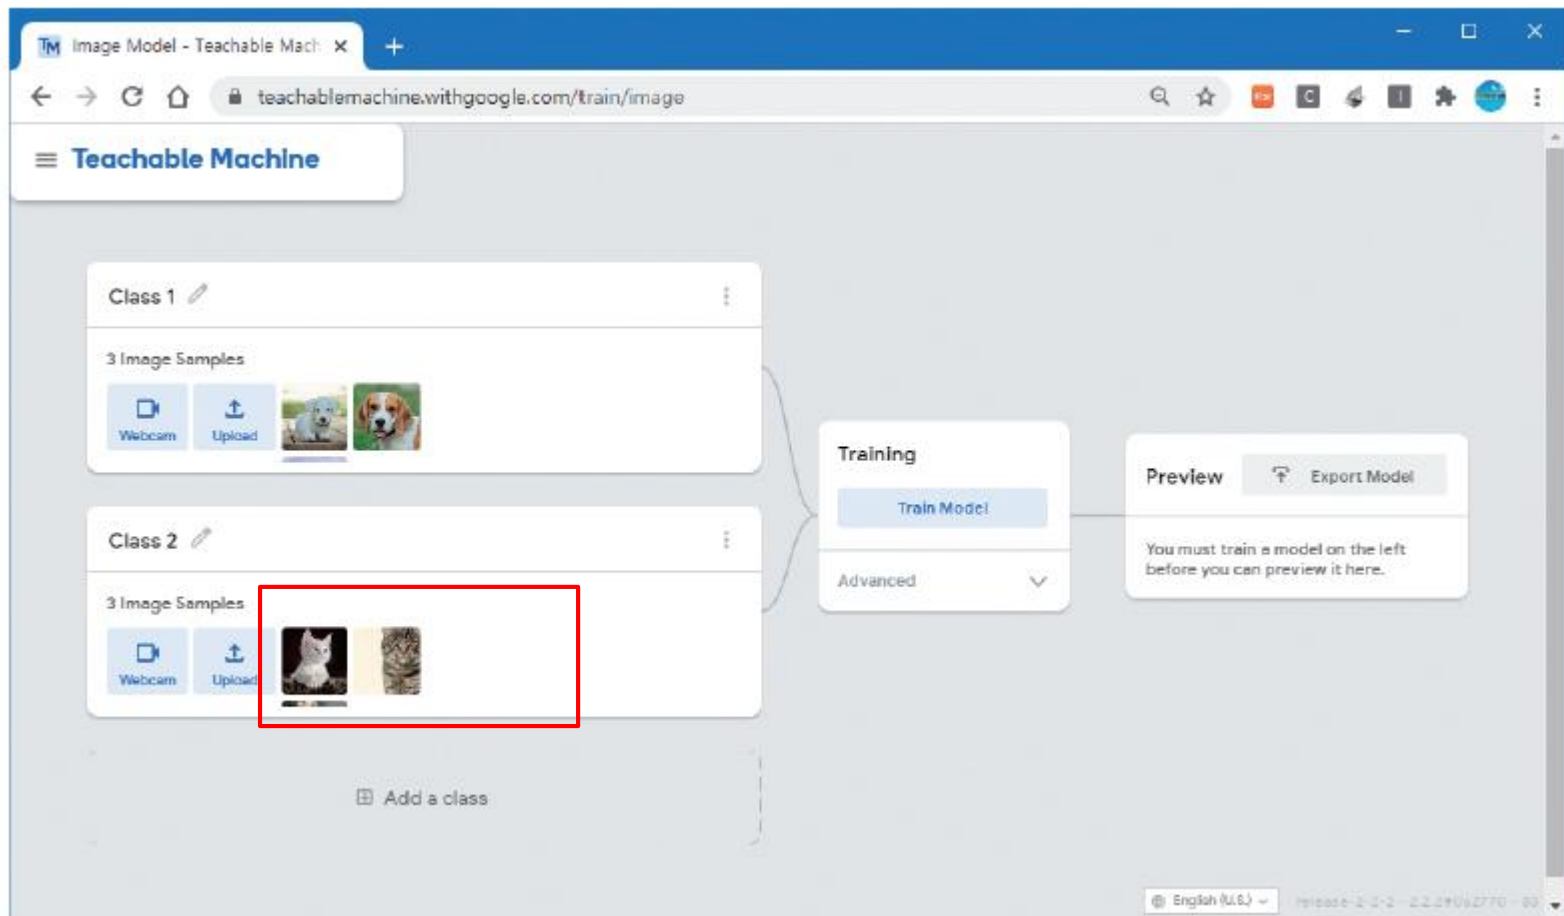 TM Image Model - Teachable Mach
teachablemachine.withgoogle.com/train/image
Teachable Machine
Class 1
3 Image Samples
Webcam
Upload
Class 2
3 Image Samples
Webcam
Upload
Add a class
Training
Train Model
Advanced
Preview
Export Model
You must train a model on the left
before you can preview it here.
English (U.S.)